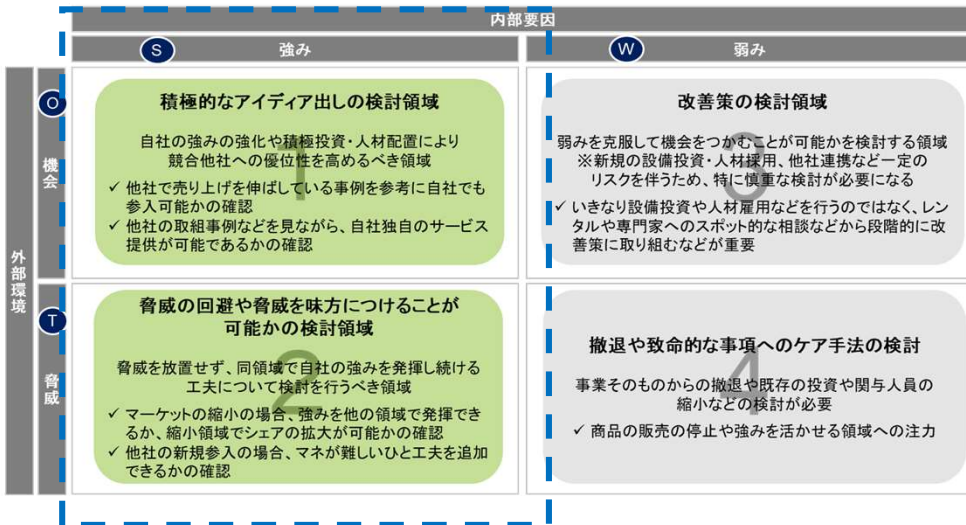 内部要因
S
強み
W
弱み
外部環境
O
機会
1
積極的なアイディア出しの検討領域
自社の強みの強化や積極投資・人材配置により
競合他社への優位性を高めるべき領域
✓ 他社で売り上げを伸ばしている事例を参考に自社でも
参入可能かの確認
✓ 他社の取組事例などを見ながら、自社独自のサービス
提供が可能であるかの確認
3
改善策の検討領域
弱みを克服して機会をつかむことが可能かを検討する領域
※新規の設備投資・人材採用、他社連携など一定の
リスクを伴うため、特に慎重な検討が必要になる
✓ いきなり設備投資や人材雇用などを行うのではなく、レン
タルや専門家へのスポット的な相談などから段階的に改
善策に取り組むなどが重要
T
脅威
2
脅威の回避や脅威を味方につけることが
可能かの検討領域
脅威を放置せず、同領域で自社の強みを発揮し続ける
工夫について検討を行うべき領域
✓ マーケットの縮小の場合、強みを他の領域で発揮でき
るか、縮小領域でシェアの拡大が可能かの確認
✓ 他社の新規参入の場合、マネが難しいひと工夫を追加
できるかの確認
4
撤退や致命的な事項へのケア手法の検討
事業そのものからの撤退や既存の投資や関与人員の
縮小などの検討が必要
✓ 商品の販売の停止や強みを活かせる領域への注力